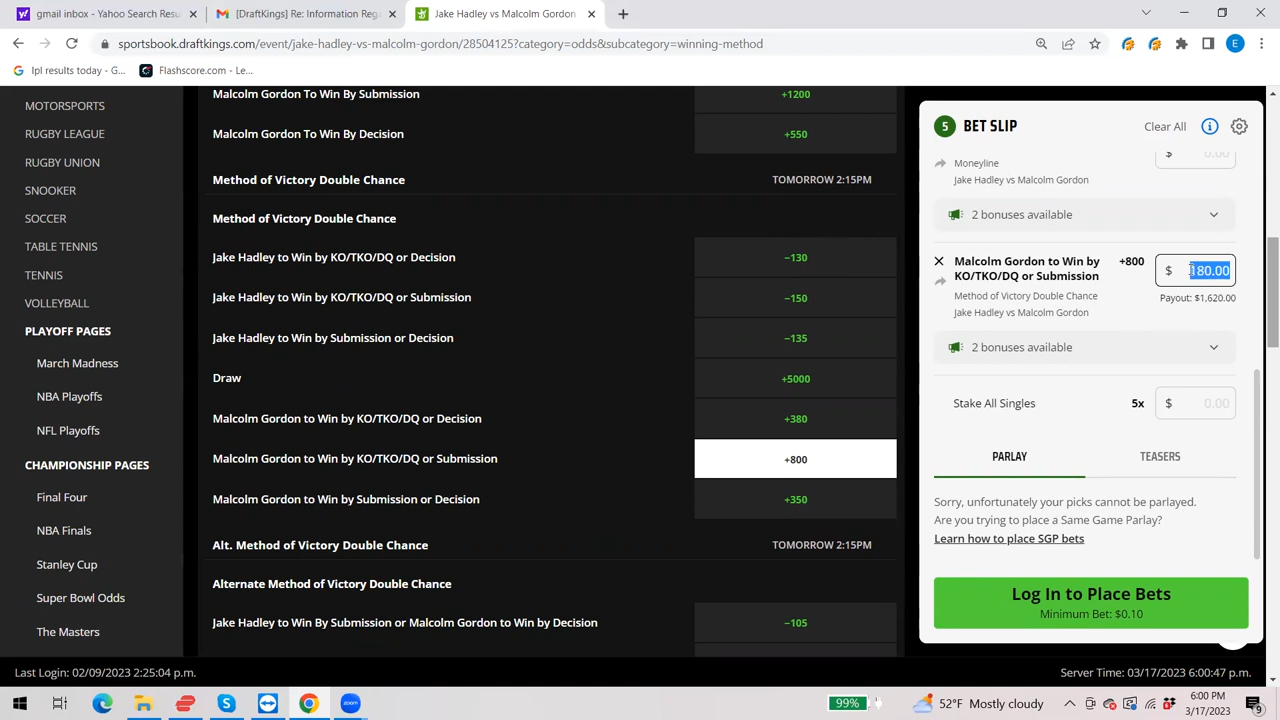 gmail inbox - Yahoo Search Resu
[DraftKings] Re: Information Rega
Jake Hadley vs Malcolm Gordon
sportsbook.draftkings.com/event/jake-hadley-vs-malcolm-gordon/28504125?category=odds&subcategory=winning-method
E
Ipl results today - G...
Flashscore.com - Le...
MOTORSPORTS
RUGBY LEAGUE
RUGBY UNION
SNOOKER
SOCCER
TABLE TENNIS
TENNIS
VOLLEYBALL
PLAYOFF PAGES
March Madness
NBA Playoffs
NFL Playoffs
CHAMPIONSHIP PAGES
Final Four
NBA Finals
Stanley Cup
Super Bowl Odds
The Masters
Malcolm Gordon To Win By Submission +1200
Malcolm Gordon To Win By Decision +550
Method of Victory Double Chance TOMORROW 2:15PM
Method of Victory Double Chance
Jake Hadley to Win by KO/TKO/DQ or Decision −130
Jake Hadley to Win by KO/TKO/DQ or Submission −150
Jake Hadley to Win by Submission or Decision −135
Draw +5000
Malcolm Gordon to Win by KO/TKO/DQ or Decision +380
Malcolm Gordon to Win by KO/TKO/DQ or Submission +800
Malcolm Gordon to Win by Submission or Decision +350
Alt. Method of Victory Double Chance TOMORROW 2:15PM
Alternate Method of Victory Double Chance
Jake Hadley to Win By Submission or Malcolm Gordon to Win by Decision −105
5 BET SLIP Clear All
$ 0.00
Moneyline
Jake Hadley vs Malcolm Gordon
2 bonuses available
Malcolm Gordon to Win by +800
KO/TKO/DQ or Submission $ 180.00
Method of Victory Double Chance Payout: $1,620.00
Jake Hadley vs Malcolm Gordon
2 bonuses available
Stake All Singles 5x $ 0.00
PARLAY TEASERS
Sorry, unfortunately your picks cannot be parlayed.
Are you trying to place a Same Game Parlay?
Learn how to place SGP bets
Log In to Place Bets
Minimum Bet: $0.10
Last Login: 02/09/2023 2:25:04 p.m. Server Time: 03/17/2023 6:00:47 p.m.
zoom
99%
52°F Mostly cloudy
6:00 PM
3/17/2023
9